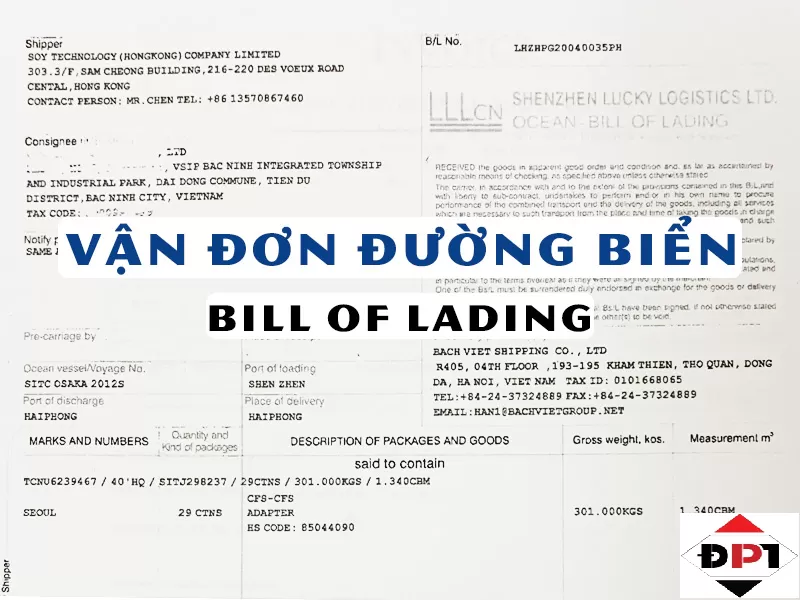 Shipper
SOY TECHNOLOGY (HONGKONG) COMPANY LIMITED
303.3/F, SAM CHEONG BUILDING, 216-220 DES VOEUX ROAD
CENTAL, HONG KONG
CONTACT PERSON: MR.CHEN TEL: +86 13570867460
B/L No.
LHZHPG20040035PH
LLLCN
SHENZHEN LUCKY LOGISTICS LTD.
OCEAN BILL OF LADING
Consignee
, LTD
, VSIP BAC NINH INTEGRATED TOWNSHIP
AND INDUSTRIAL PARK, DAI DONG COMMUNE, TIEN DU
DISTRICT, BAC NINH CITY, VIETNAM
TAX CODE:
RECEIVED the goods in apparent good order and condition and, as far as ascertained by
reasonable means of checking, as specified above unless otherwise stated
The carrier, in accordance with and to the extent of the provisions contained in this B/L, and
with liberty to sub-contract, undertakes to perform and/or in his own name to procure
performance of the combined transport and the delivery of the goods, including all services
which are necessary to such transport from the place and time of taking the goods in charge
and such
Notify
SAME
VẬN ĐƠN ĐƯỜNG BIỂN
BILL OF LADING
by
and
in particular to the terms overleaf as if they were all signed by the
One of the Bs/L must be surrendered duly endorsed in exchange for the goods or delivery
Bs/L have been signed, if not otherwise stated
other(s) to be void.
Pre-carriage by
Ocean vessel/Voyage No.
SITC OSAKA 2012S
Port of loading
SHEN ZHEN
Port of discharge
HAIPHONG
Place of delivery
HAIPHONG
BACH VIET SHIPPING CO., LTD
R405, 04TH FLOOR ,193-195 KHAM THIEN, THO QUAN, DONG
DA, HA NOI, VIET NAM TAX ID: 0101668065
TEL:+84-24-37324889 FAX:+84-24-37324889
EMAIL:HAN1@BACHVIETGROUP.NET
MARKS AND NUMBERS
Quantity and
Kind of packages
DESCRIPTION OF PACKAGES AND GOODS
Gross weight, kos.
Measurement m³
said to contain
TCNU6239467 / 40'HQ / SITJ298237 / 29CTNS / 301.000KGS / 1.340CBM
CFS-CFS
SEOUL
29 CTNS
ADAPTER
301.000KGS
1.340CBM
HS CODE: 85044090
Shipper
ĐPT